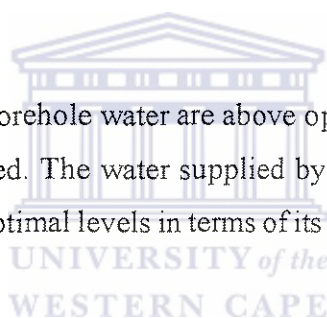 orehole water are above op
ed. The water supplied by
otimal levels in terms of its
UNIVERSITY of the
WESTERN CAPE